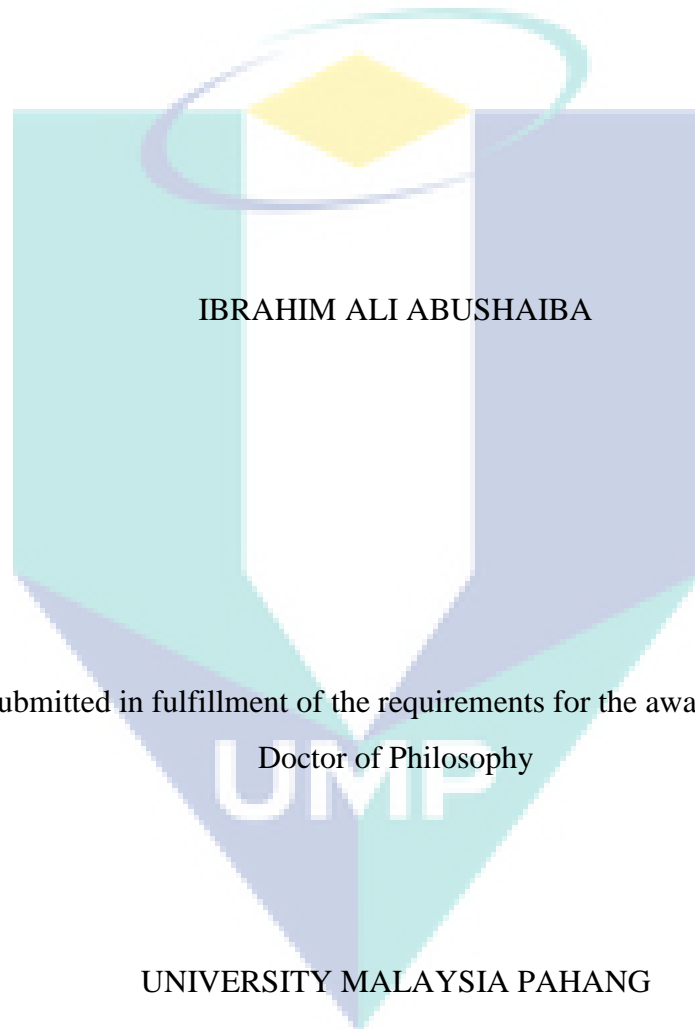 IBRAHIM ALI ABUSHAIBA
ubmitted in fulfillment of the requirements for the awa
Doctor of Philosophy
UMP
UNIVERSITY MALAYSIA PAHANG